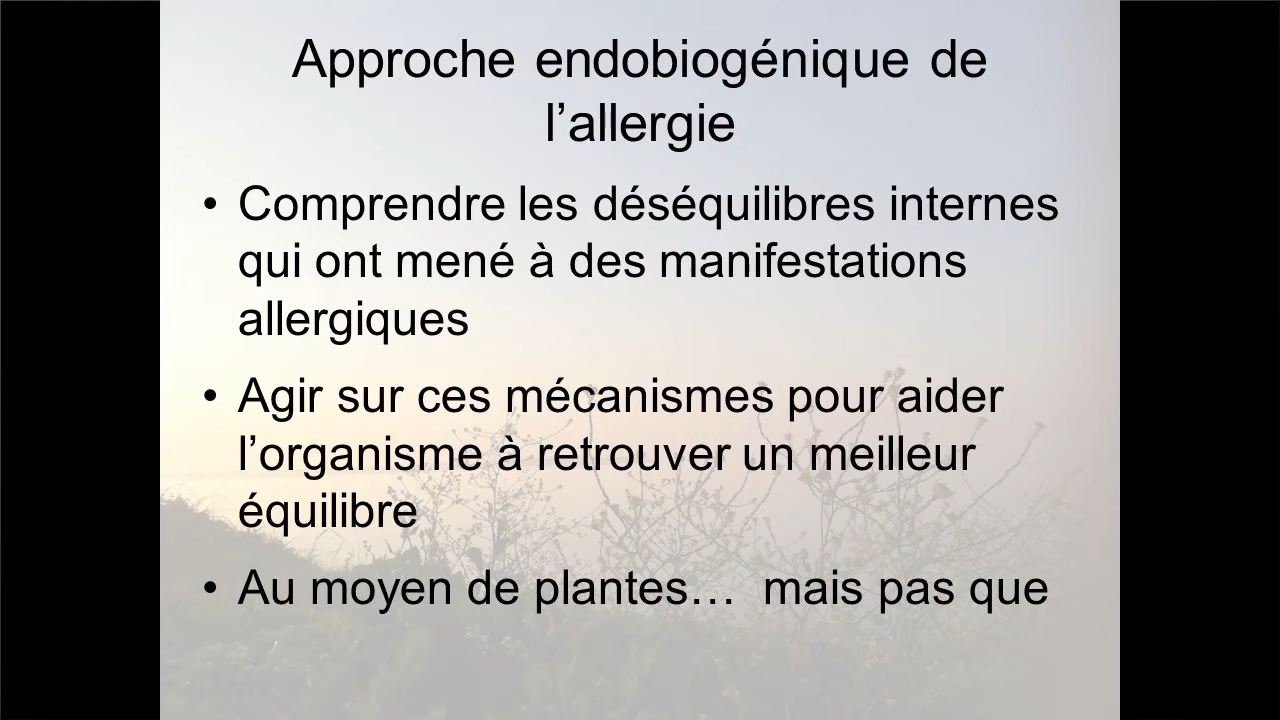 Approche endobiogénique de
l’allergie
• Comprendre les déséquilibres internes
qui ont mené à des manifestations
allergiques
• Agir sur ces mécanismes pour aider
l’organisme à retrouver un meilleur
équilibre
• Au moyen de plantes… mais pas que